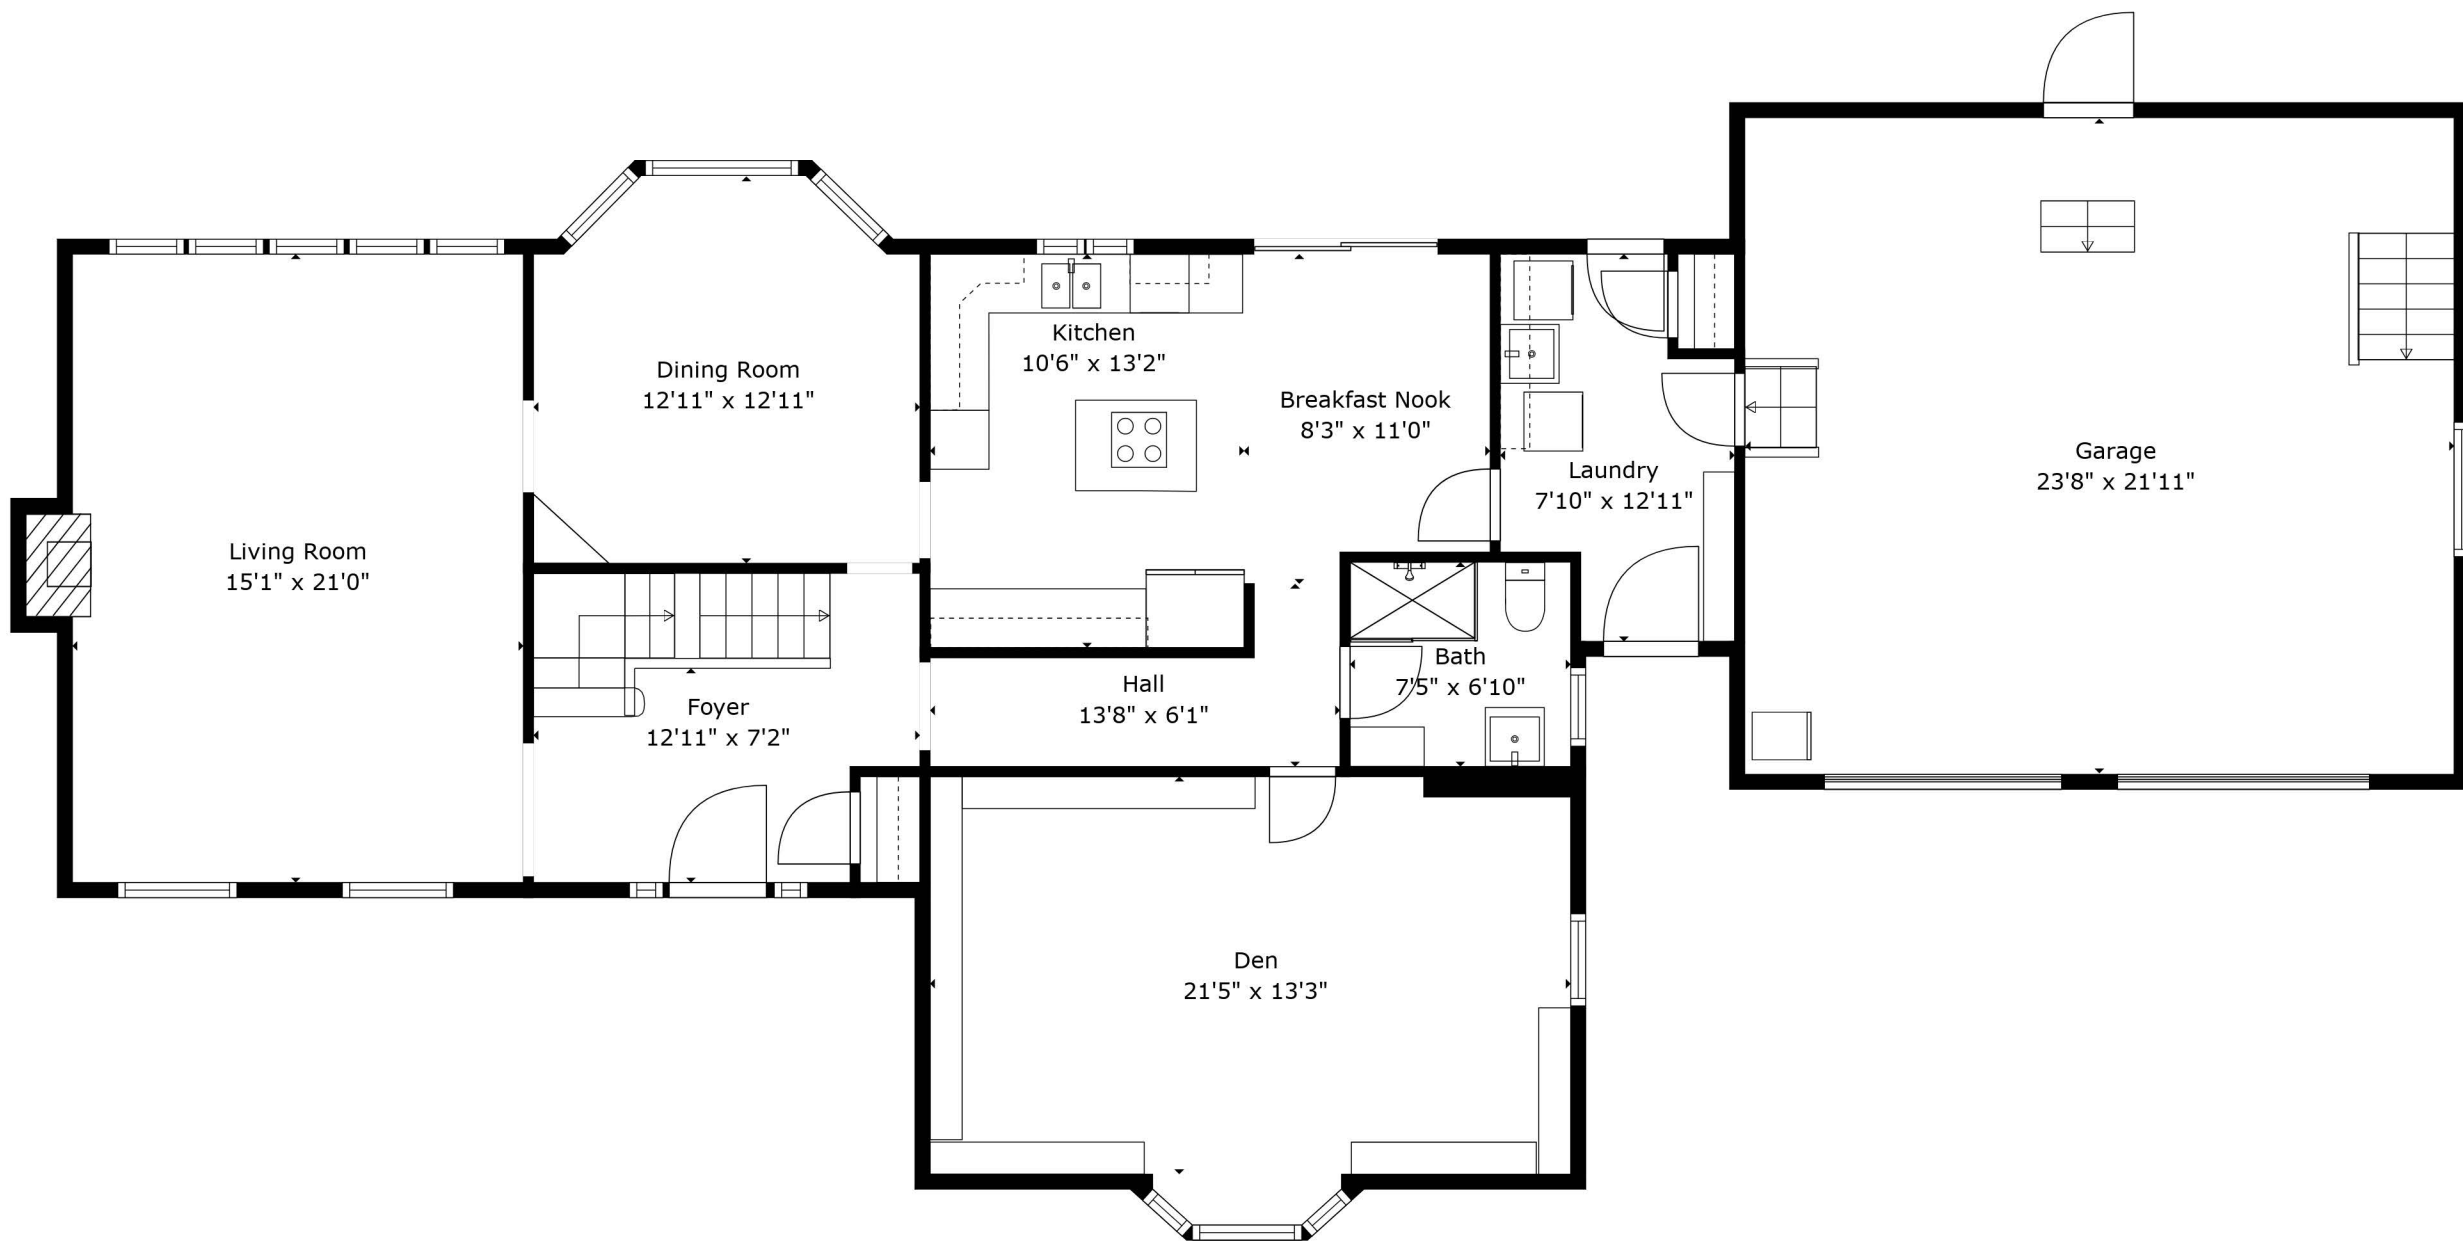 Kitchen
10'6" x 13'2"
Dining Room
12'11" x 12'11"
Breakfast Nook
8'3" x 11'0"
Laundry
7'10" x 12'11"
Garage
23'8" x 21'11"
Living Room
15'1" x 21'0"
Bath
7'5" x 6'10"
Hall
13'8" x 6'1"
Foyer
12'11" x 7'2"
Den
21'5" x 13'3"